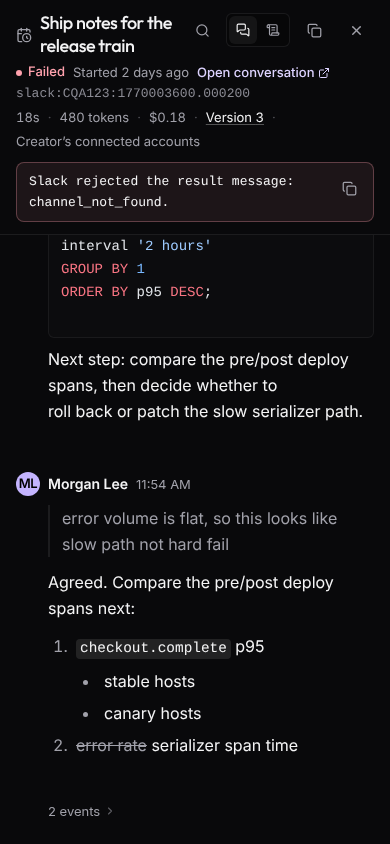 Ship notes for the
release train
Failed Started 2 days ago Open conversation
slack:CQA123:1770003600.000200
18s · 480 tokens · $0.18 · Version 3 ·
Creator's connected accounts
Slack rejected the result message:
channel_not_found.
interval '2 hours'
GROUP BY 1
ORDER BY p95 DESC;
Next step: compare the pre/post deploy
spans, then decide whether to
roll back or patch the slow serializer path.
ML Morgan Lee 11:54 AM
error volume is flat, so this looks like
slow path not hard fail
Agreed. Compare the pre/post deploy
spans next:
1. checkout.complete p95
• stable hosts
• canary hosts
2. error rate serializer span time
2 events